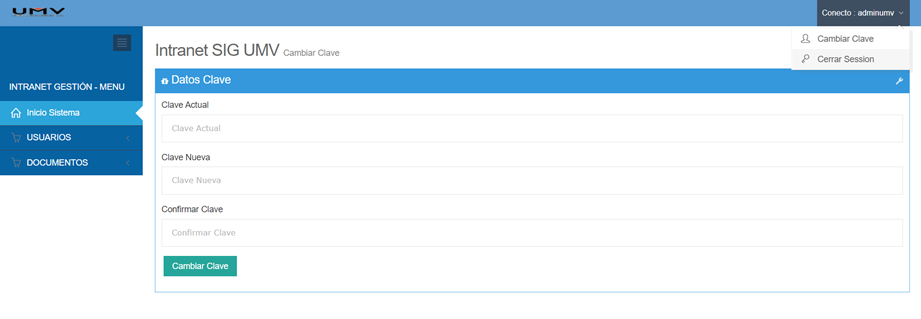 UMV
Conecto : adminumv
Cambiar Clave
Cerrar Session
INTRANET GESTIÓN - MENU
Inicio Sistema
USUARIOS
DOCUMENTOS
Intranet SIG UMV Cambiar Clave
Datos Clave
Clave Actual
Clave Actual
Clave Nueva
Clave Nueva
Confirmar Clave
Confirmar Clave
Cambiar Clave